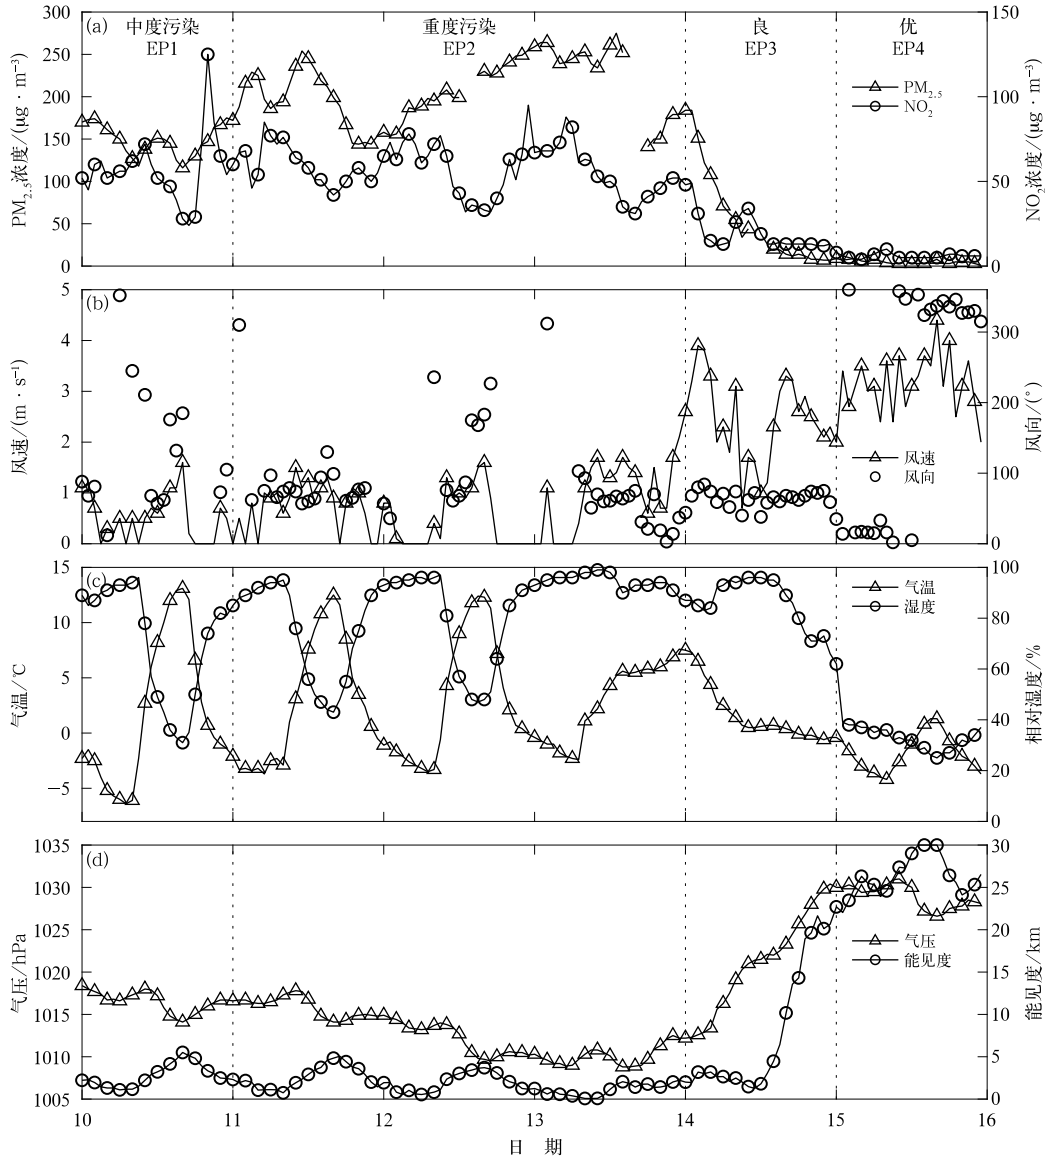 (a)
中度污染 重度污染 良 优
EP1 EP2 EP3 EP4
PM2.5浓度/(μg · m⁻³)
300
250
200
150
100
50
0
PM2.5
NO2
150
100
50
0
NO2浓度/(μg · m⁻³)
(b)
风速/(m · s⁻¹)
5
4
3
2
1
0
风速
风向
300
200
100
0
风向/(°)
(c)
气温/℃
15
10
5
0
−5
气温
湿度
100
80
60
40
20
0
相对湿度/%
(d)
气压/hPa
1035
1030
1025
1020
1015
1010
1005
气压
能见度
30
25
20
15
10
5
0
能见度/km
10 11 12 13 14 15 16
日 期